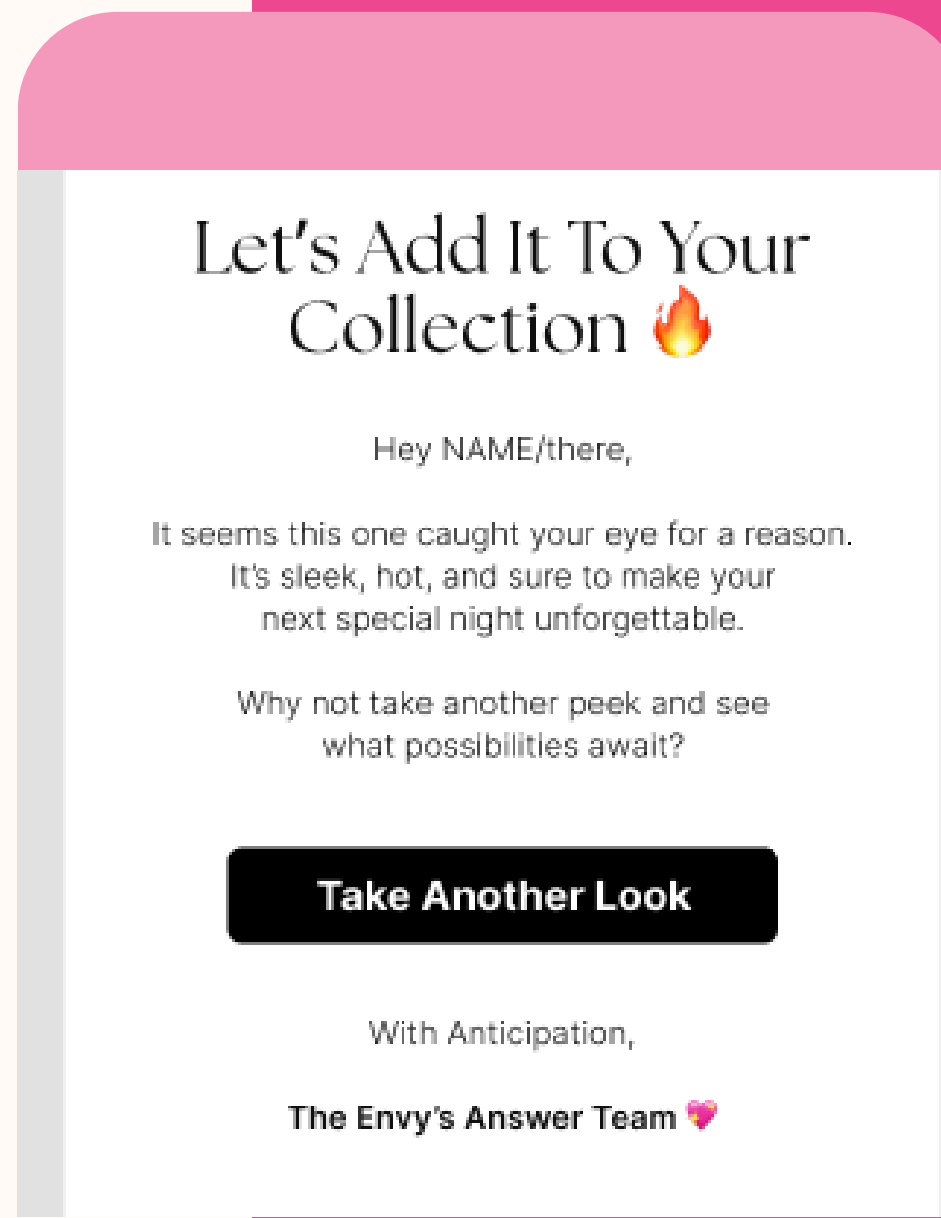 Let's Add It To Your
Collection 🔥
Hey NAME/there,
It seems this one caught your eye for a reason.
It's sleek, hot, and sure to make your
next special night unforgettable.
Why not take another peek and see
what possibilities await?
Take Another Look
With Anticipation,
The Envy's Answer Team 💖